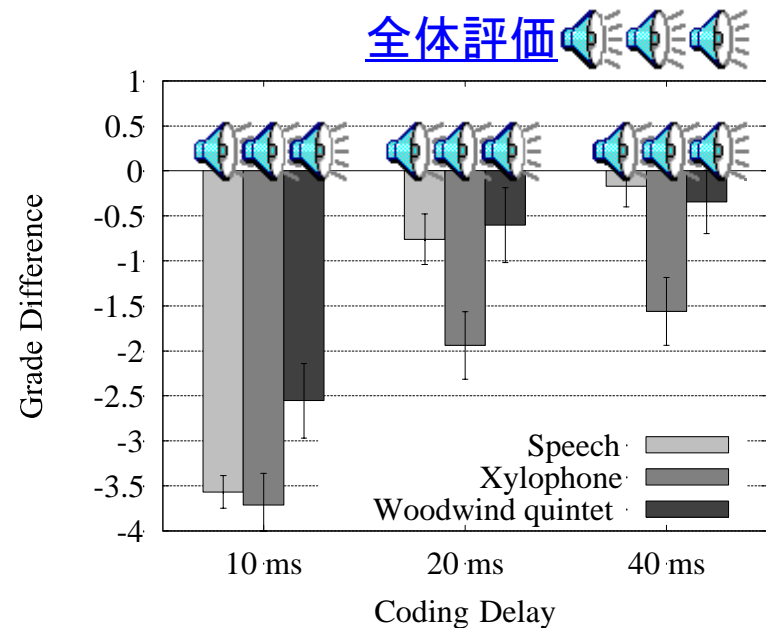 全体評価
1
0.5
0
-0.5
-1
-1.5
-2
-2.5
-3
-3.5
-4
Grade Difference
Speech
Xylophone
Woodwind quintet
10 ms 20 ms 40 ms
Coding Delay